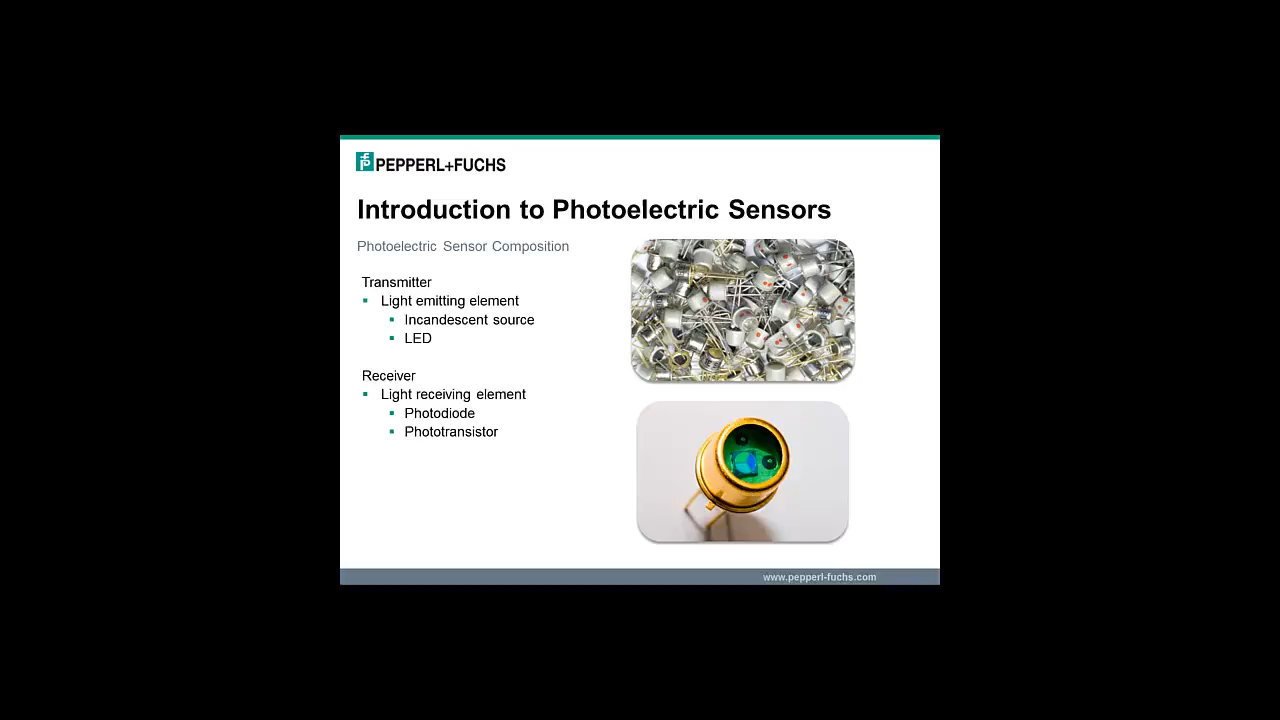 PEPPERL+FUCHS
Introduction to Photoelectric Sensors
Photoelectric Sensor Composition
Transmitter
Light emitting element
Incandescent source
LED
Receiver
Light receiving element
Photodiode
Phototransistor
www.pepperl-fuchs.com